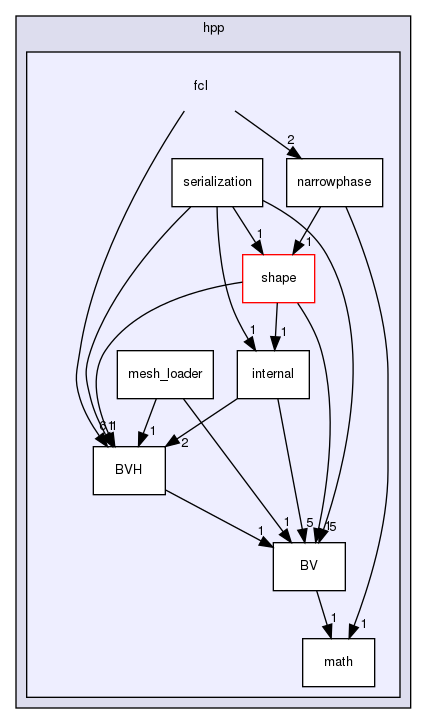 hpp
fcl
2
serialization
narrowphase
1
1
shape
1
1
mesh_loader
internal
1
2
BVH
1
1
5
BV
1
1
math